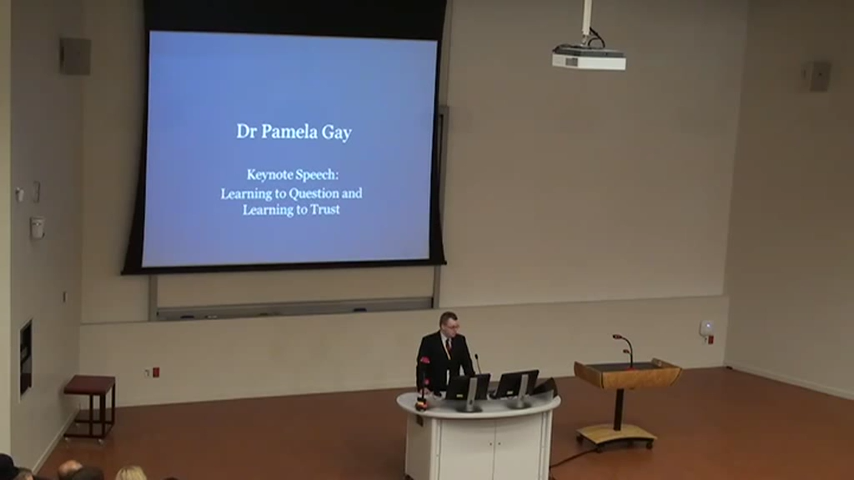 Dr Pamela Gay
Keynote Speech:
Learning to Question and
Learning to Trust